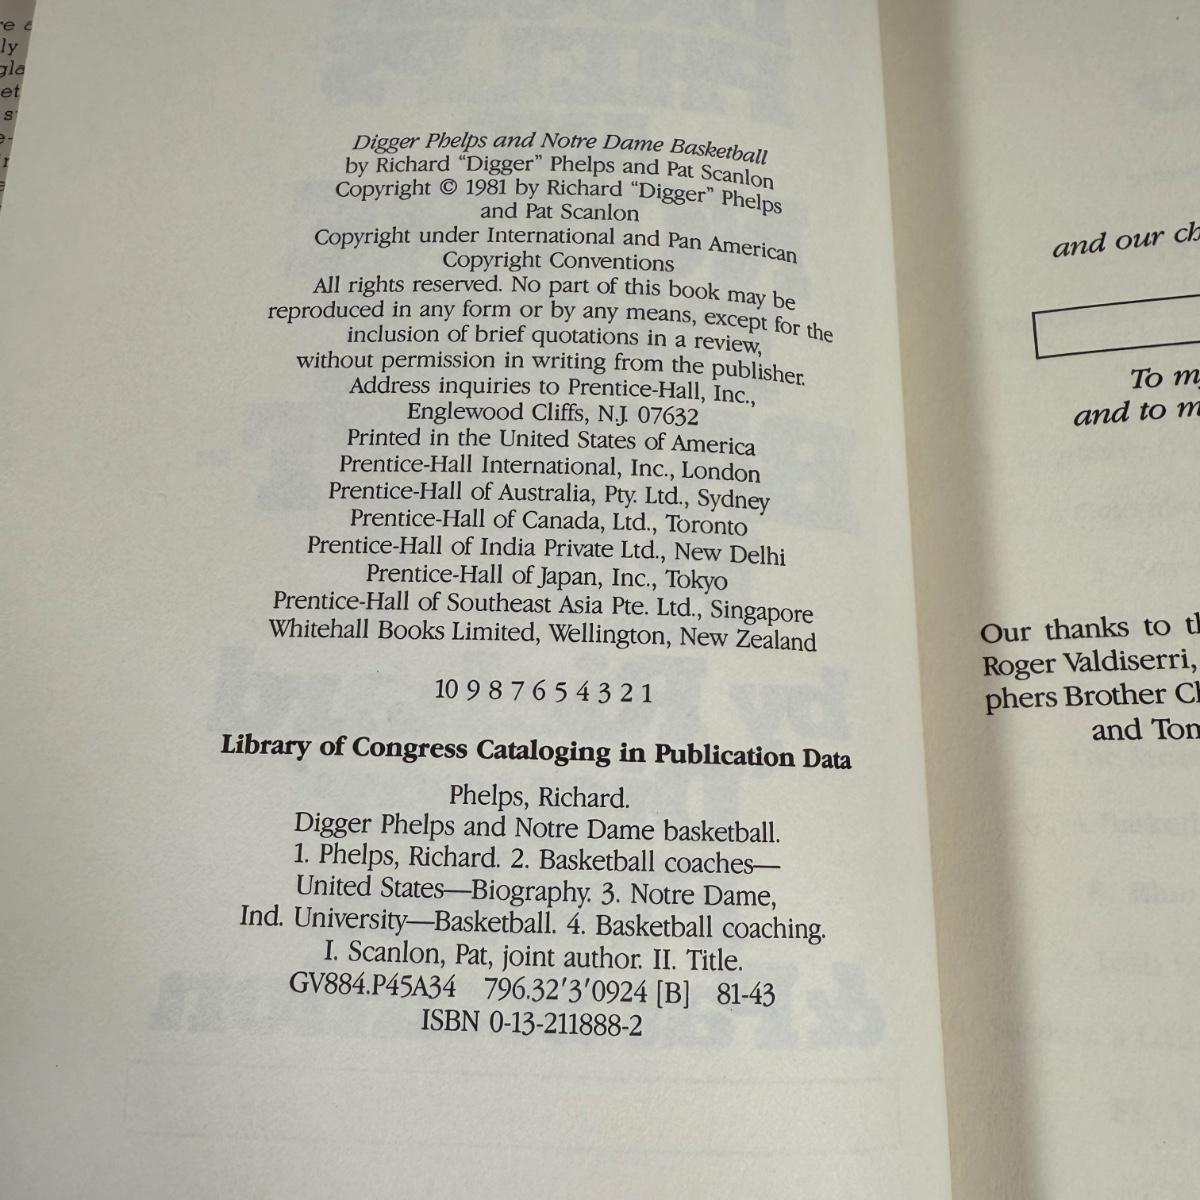 Digger Phelps and Notre Dame Basketball
by Richard “Digger” Phelps and Pat Scanlon
Copyright © 1981 by Richard “Digger” Phelps
and Pat Scanlon
Copyright under International and Pan American
Copyright Conventions
All rights reserved. No part of this book may be
reproduced in any form or by any means, except for the
inclusion of brief quotations in a review,
without permission in writing from the publisher.
Address inquiries to Prentice-Hall, Inc.,
Englewood Cliffs, N.J. 07632
Printed in the United States of America
Prentice-Hall International, Inc., London
Prentice-Hall of Australia, Pty. Ltd., Sydney
Prentice-Hall of Canada, Ltd., Toronto
Prentice-Hall of India Private Ltd., New Delhi
Prentice-Hall of Japan, Inc., Tokyo
Prentice-Hall of Southeast Asia Pte. Ltd., Singapore
Whitehall Books Limited, Wellington, New Zealand
10 9 8 7 6 5 4 3 2 1
Library of Congress Cataloging in Publication Data
Phelps, Richard.
Digger Phelps and Notre Dame basketball.
1. Phelps, Richard. 2. Basketball coaches—
United States—Biography. 3. Notre Dame,
Ind. University—Basketball. 4. Basketball coaching.
I. Scanlon, Pat, joint author. II. Title.
GV884.P45A34 796.32′3′0924 [B] 81-43
ISBN 0-13-211888-2
and our
To
and to
Our thanks to
Roger Valdiserri,
phers Brother
and